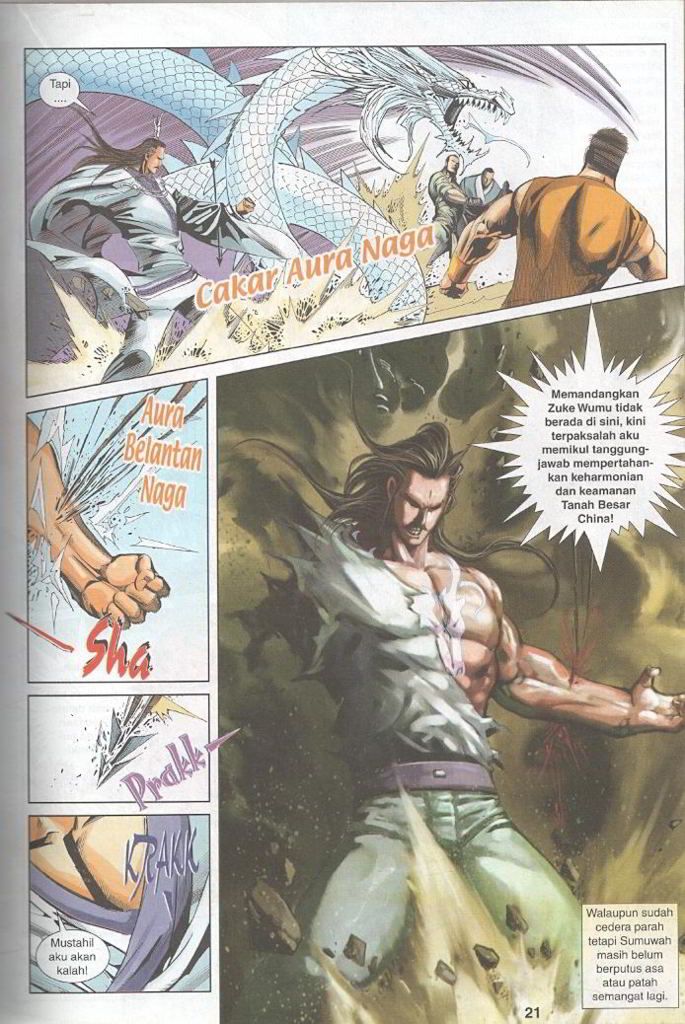 Tapi
....
Cakar Aura Naga
Aura
Belantan
Naga
Sha
Prakk
KRAKK
Mustahil
aku akan
kalah!
Memandangkan
Zuke Wumu tidak
berada di sini, kini
terpaksalah aku
memikul tanggung-
jawab mempertahan-
kan keharmonian
dan keamanan
Tanah Besar
China!
Walaupun sudah
cedera parah
tetapi Sumuwah
masih belum
berputus asa
atau patah
semangat lagi.
21